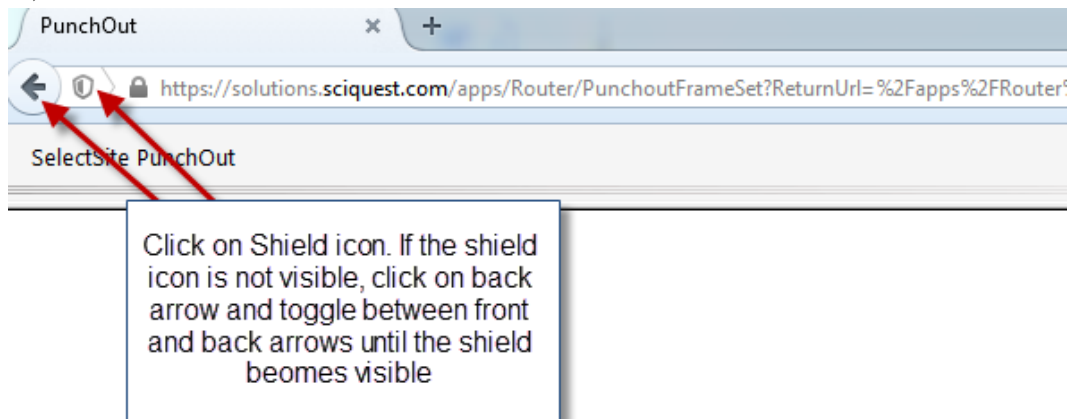 PunchOut
https://solutions.sciquest.com/apps/Router/PunchoutFrameSet?ReturnUrl=%2Fapps%2FRouter%
SelectSite PunchOut
Click on Shield icon. If the shield
icon is not visible, click on back
arrow and toggle between front
and back arrows until the shield
beomes visible